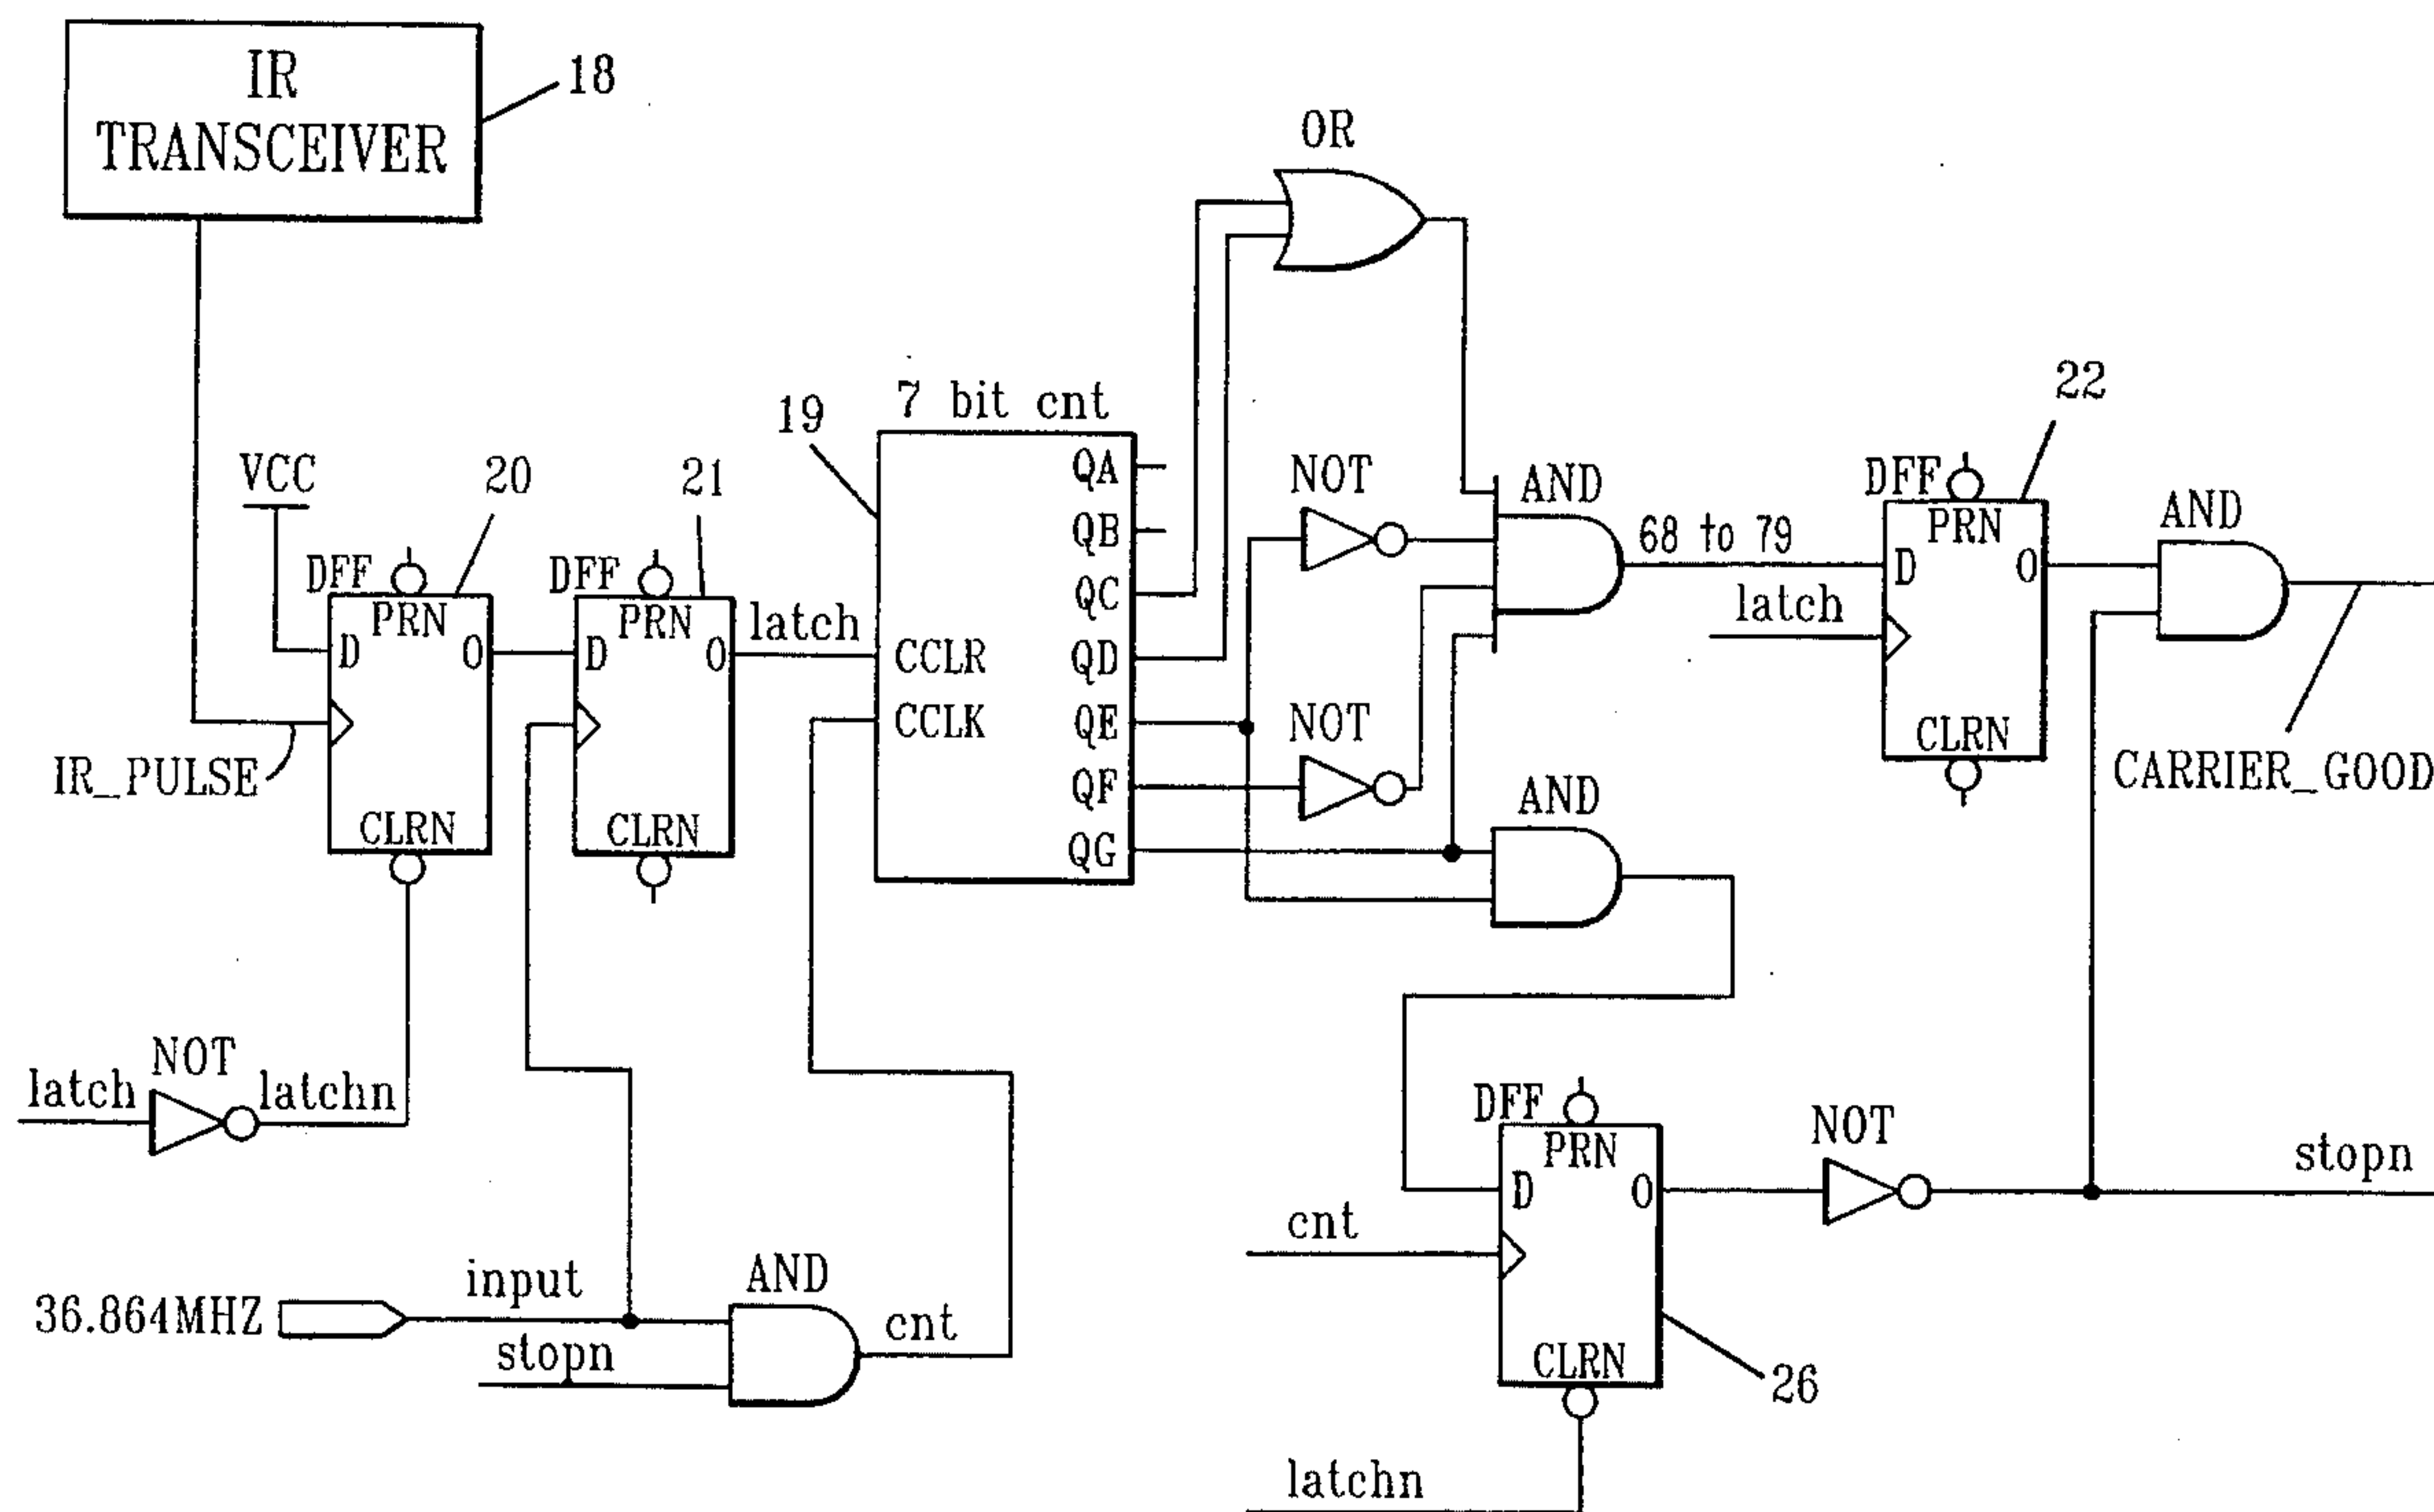 IR
TRANSCEIVER
18
OR
7 bit cnt
19
QA
QB
QC
QD
QE
QF
QG
CCLR
CCLK
VCC
20
21
DFF
PRN
D
O
CLRN
DFF
PRN
D
O
CLRN
latch
IR_PULSE
NOT
NOT
AND
68 to 79
latch
22
DFF
PRN
D
O
CLRN
AND
CARRIER_GOOD
AND
latch
NOT
latchn
36.864MHZ
input
stopn
AND
cnt
DFF
PRN
D
O
CLRN
cnt
latchn
26
NOT
stopn